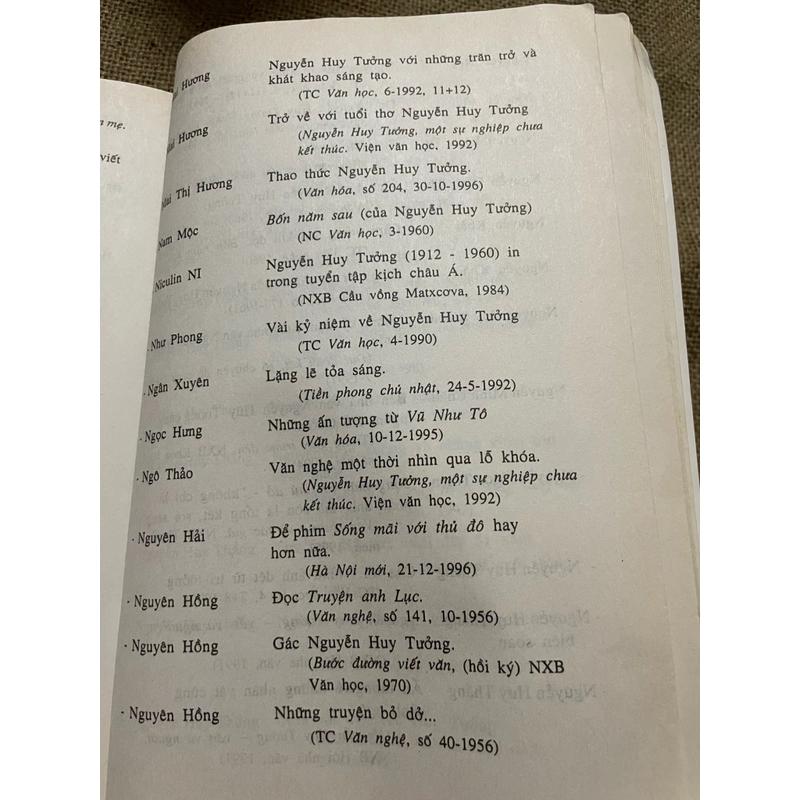 n mẹ.
viết
Hương Nguyễn Huy Tưởng với những trăn trở và
khát khao sáng tạo.
(TC Văn học, 6-1992, 11+12)
Hương Trở về với tuổi thơ Nguyễn Huy Tưởng
(Nguyễn Huy Tưởng, một sự nghiệp chưa
kết thúc. Viện văn học, 1992)
Mai Thị Hương Thao thức Nguyễn Huy Tưởng.
(Văn hóa, số 204, 30-10-1996)
Nam Mộc Bốn năm sau (của Nguyễn Huy Tưởng)
(NC Văn học, 3-1960)
Niculin NI Nguyễn Huy Tưởng (1912 - 1960) in
trong tuyển tập kịch châu Á.
(NXB Cầu vồng Matxcơva, 1984)
Như Phong Vài kỷ niệm về Nguyễn Huy Tưởng
(TC Văn học, 4-1990)
- Ngân Xuyên Lặng lẽ tỏa sáng.
(Tiền phong chủ nhật, 24-5-1992)
- Ngọc Hưng Những ấn tượng từ Vũ Như Tô
(Văn hóa, 10-12-1995)
- Ngô Thảo Văn nghệ một thời nhìn qua lỗ khóa.
(Nguyễn Huy Tưởng, một sự nghiệp chưa
kết thúc. Viện văn học, 1992)
- Nguyên Hải Để phim Sống mãi với thủ đô hay
hơn nữa.
(Hà Nội mới, 21-12-1996)
- Nguyên Hồng Đọc Truyện anh Lục.
(Văn nghệ, số 141, 10-1956)
- Nguyên Hồng Gác Nguyễn Huy Tưởng.
(Bước đường viết văn, (hồi ký) NXB
Văn học, 1970)
- Nguyên Hồng Những truyện bỏ dở...
(TC Văn nghệ, số 40-1956)